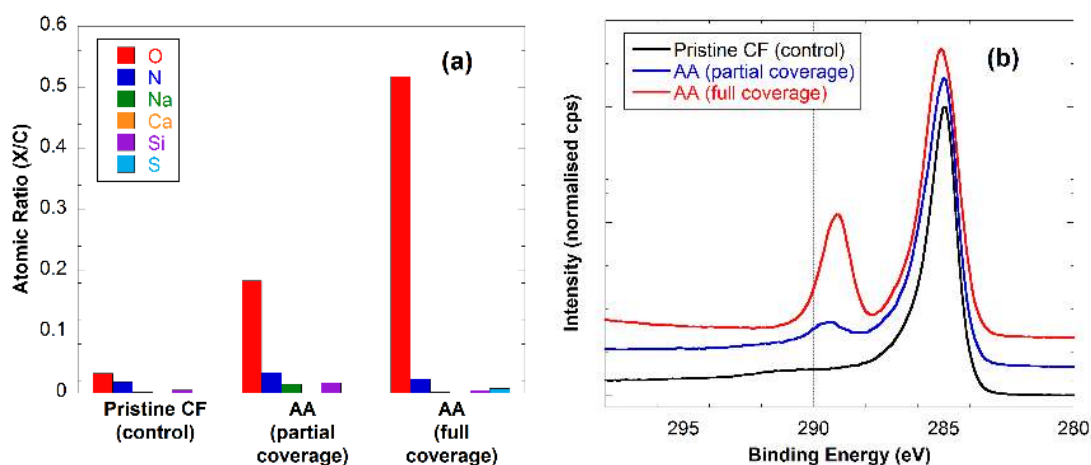 Atomic Ratio (X/C)
0.6
0.5
0.4
0.2
0.1
0
O
N
Na
Ca
Si
S
(a)
Pristine CF
(control)
AA
(partial
coverage)
AA
(full
coverage)
Intensity (normalised cps)
Pristine CF (control)
AA (partial coverage)
AA (full coverage)
(b)
295
290
285
280
Binding Energy (eV)